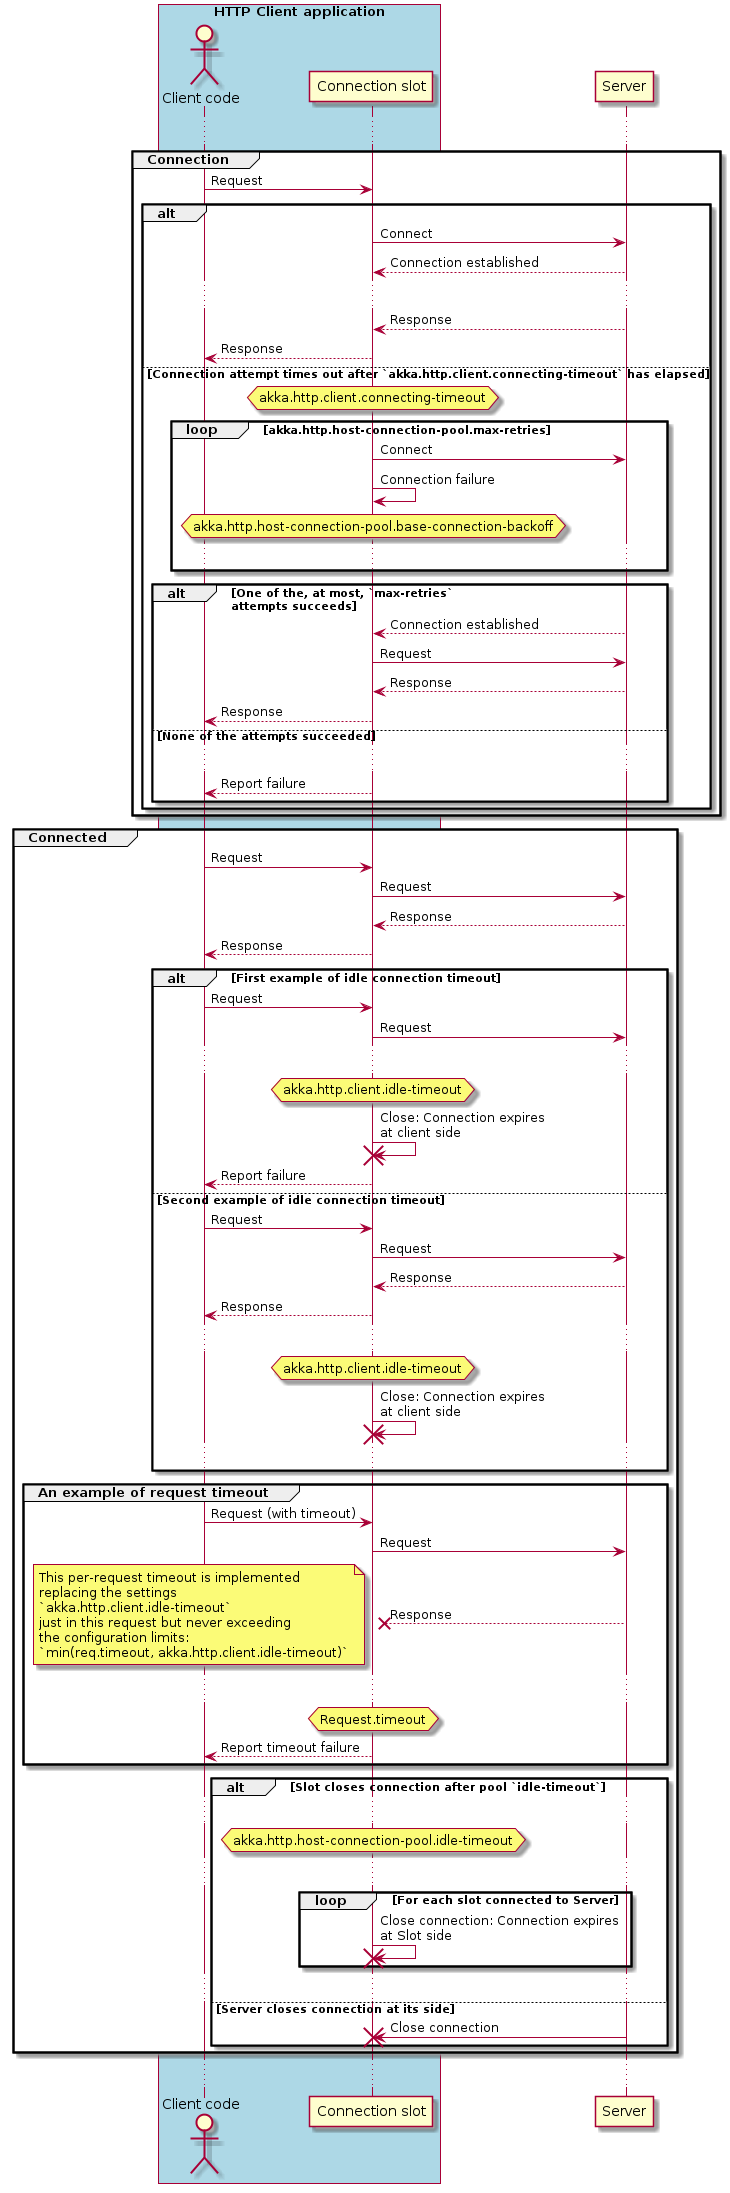 HTTP Client application
Client code
Connection slot
Server
Connection
Request
alt
Connect
Connection established
Response
Response
[Connection attempt times out after `akka.http.client.connecting-timeout` has elapsed]
akka.http.client.connecting-timeout
loop
[akka.http.host-connection-pool.max-retries]
Connect
Connection failure
akka.http.host-connection-pool.base-connection-backoff
alt
[One of the, at most, `max-retries`
attempts succeeds]
Connection established
Request
Response
Response
[None of the attempts succeeded]
Report failure
Connected
Request
Request
Response
Response
alt
[First example of idle connection timeout]
Request
Request
akka.http.client.idle-timeout
Close: Connection expires
at client side
Report failure
[Second example of idle connection timeout]
Request
Request
Response
Response
akka.http.client.idle-timeout
Close: Connection expires
at client side
An example of request timeout
Request (with timeout)
Request
This per-request timeout is implemented
replacing the settings
`akka.http.client.idle-timeout`
just in this request but never exceeding
the configuration limits:
`min(req.timeout, akka.http.client.idle-timeout)`
Response
Request.timeout
Report timeout failure
alt
[Slot closes connection after pool `idle-timeout`]
akka.http.host-connection-pool.idle-timeout
loop
[For each slot connected to Server]
Close connection: Connection expires
at Slot side
[Server closes connection at its side]
Close connection
Client code
Connection slot
Server